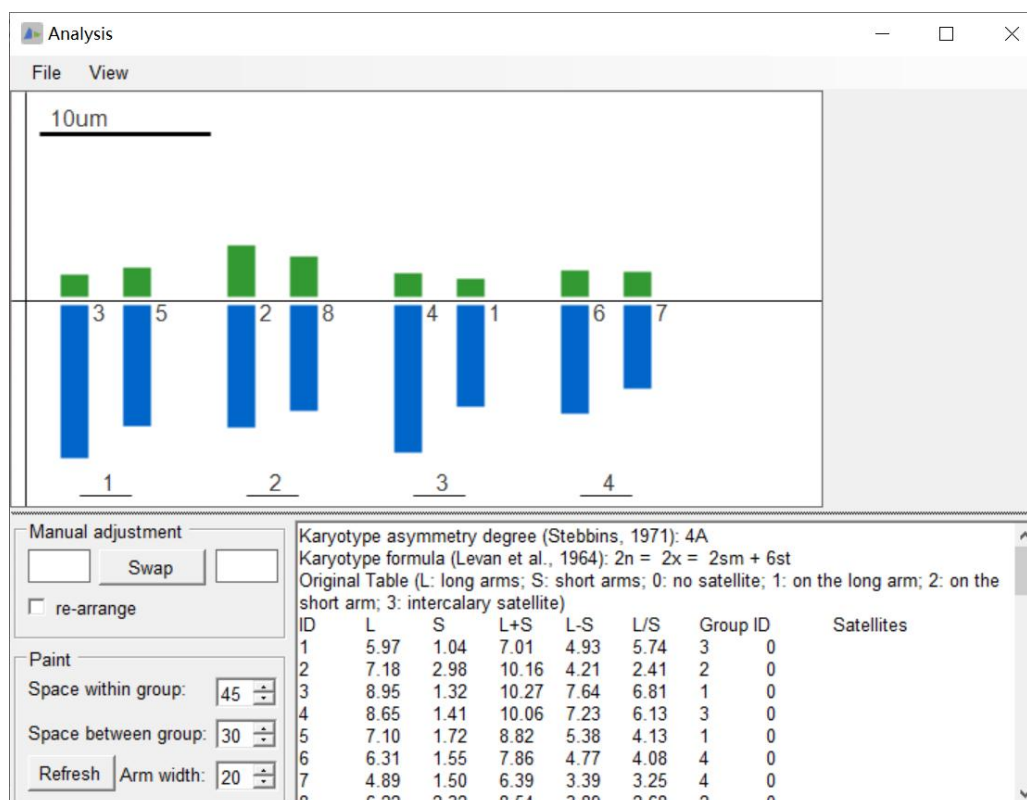 Analysis
File View
10um
3 5 2 8 4 1 6 7
1 2 3 4
Manual adjustment
Swap
re-arrange
Paint
Space within group: 45
Space between group: 30
Refresh Arm width: 20
Karyotype asymmetry degree (Stebbins, 1971): 4A
Karyotype formula (Levan et al., 1964): 2n = 2x = 2sm + 6st
Original Table (L: long arms; S: short arms; 0: no satellite; 1: on the long arm; 2: on the
short arm; 3: intercalary satellite)
ID L S L+S L-S L/S Group ID Satellites
1 5.97 1.04 7.01 4.93 5.74 3 0
2 7.18 2.98 10.16 4.21 2.41 2 0
3 8.95 1.32 10.27 7.64 6.81 1 0
4 8.65 1.41 10.06 7.23 6.13 3 0
5 7.10 1.72 8.82 5.38 4.13 1 0
6 6.31 1.55 7.86 4.77 4.08 4 0
7 4.89 1.50 6.39 3.39 3.25 4 0